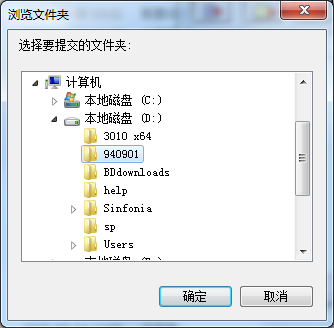 浏览文件夹
选择要提交的文件夹:
计算机
本地磁盘 (C:)
本地磁盘 (D:)
3010 x64
940901
BDdownloads
help
Sinfonia
sp
Users
确定
取消